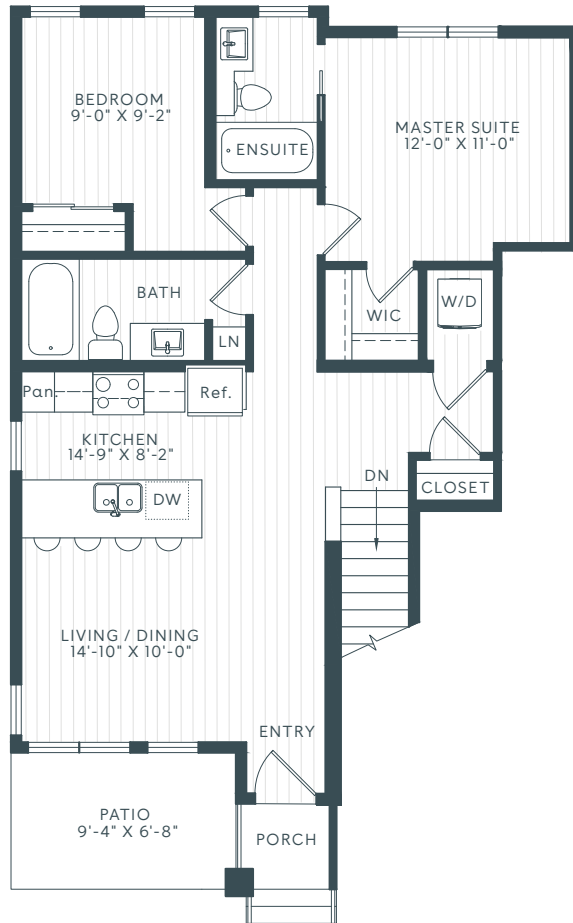 BEDROOM
9'-0" X 9'-2"
ENSUITE
MASTER SUITE
12'-0" X 11'-0"
BATH
LN
WIC
W/D
Pan.
Ref.
KITCHEN
14'-9" X 8'-2"
DW
DN
CLOSET
LIVING / DINING
14'-10" X 10'-0"
ENTRY
PATIO
9'-4" X 6'-8"
PORCH